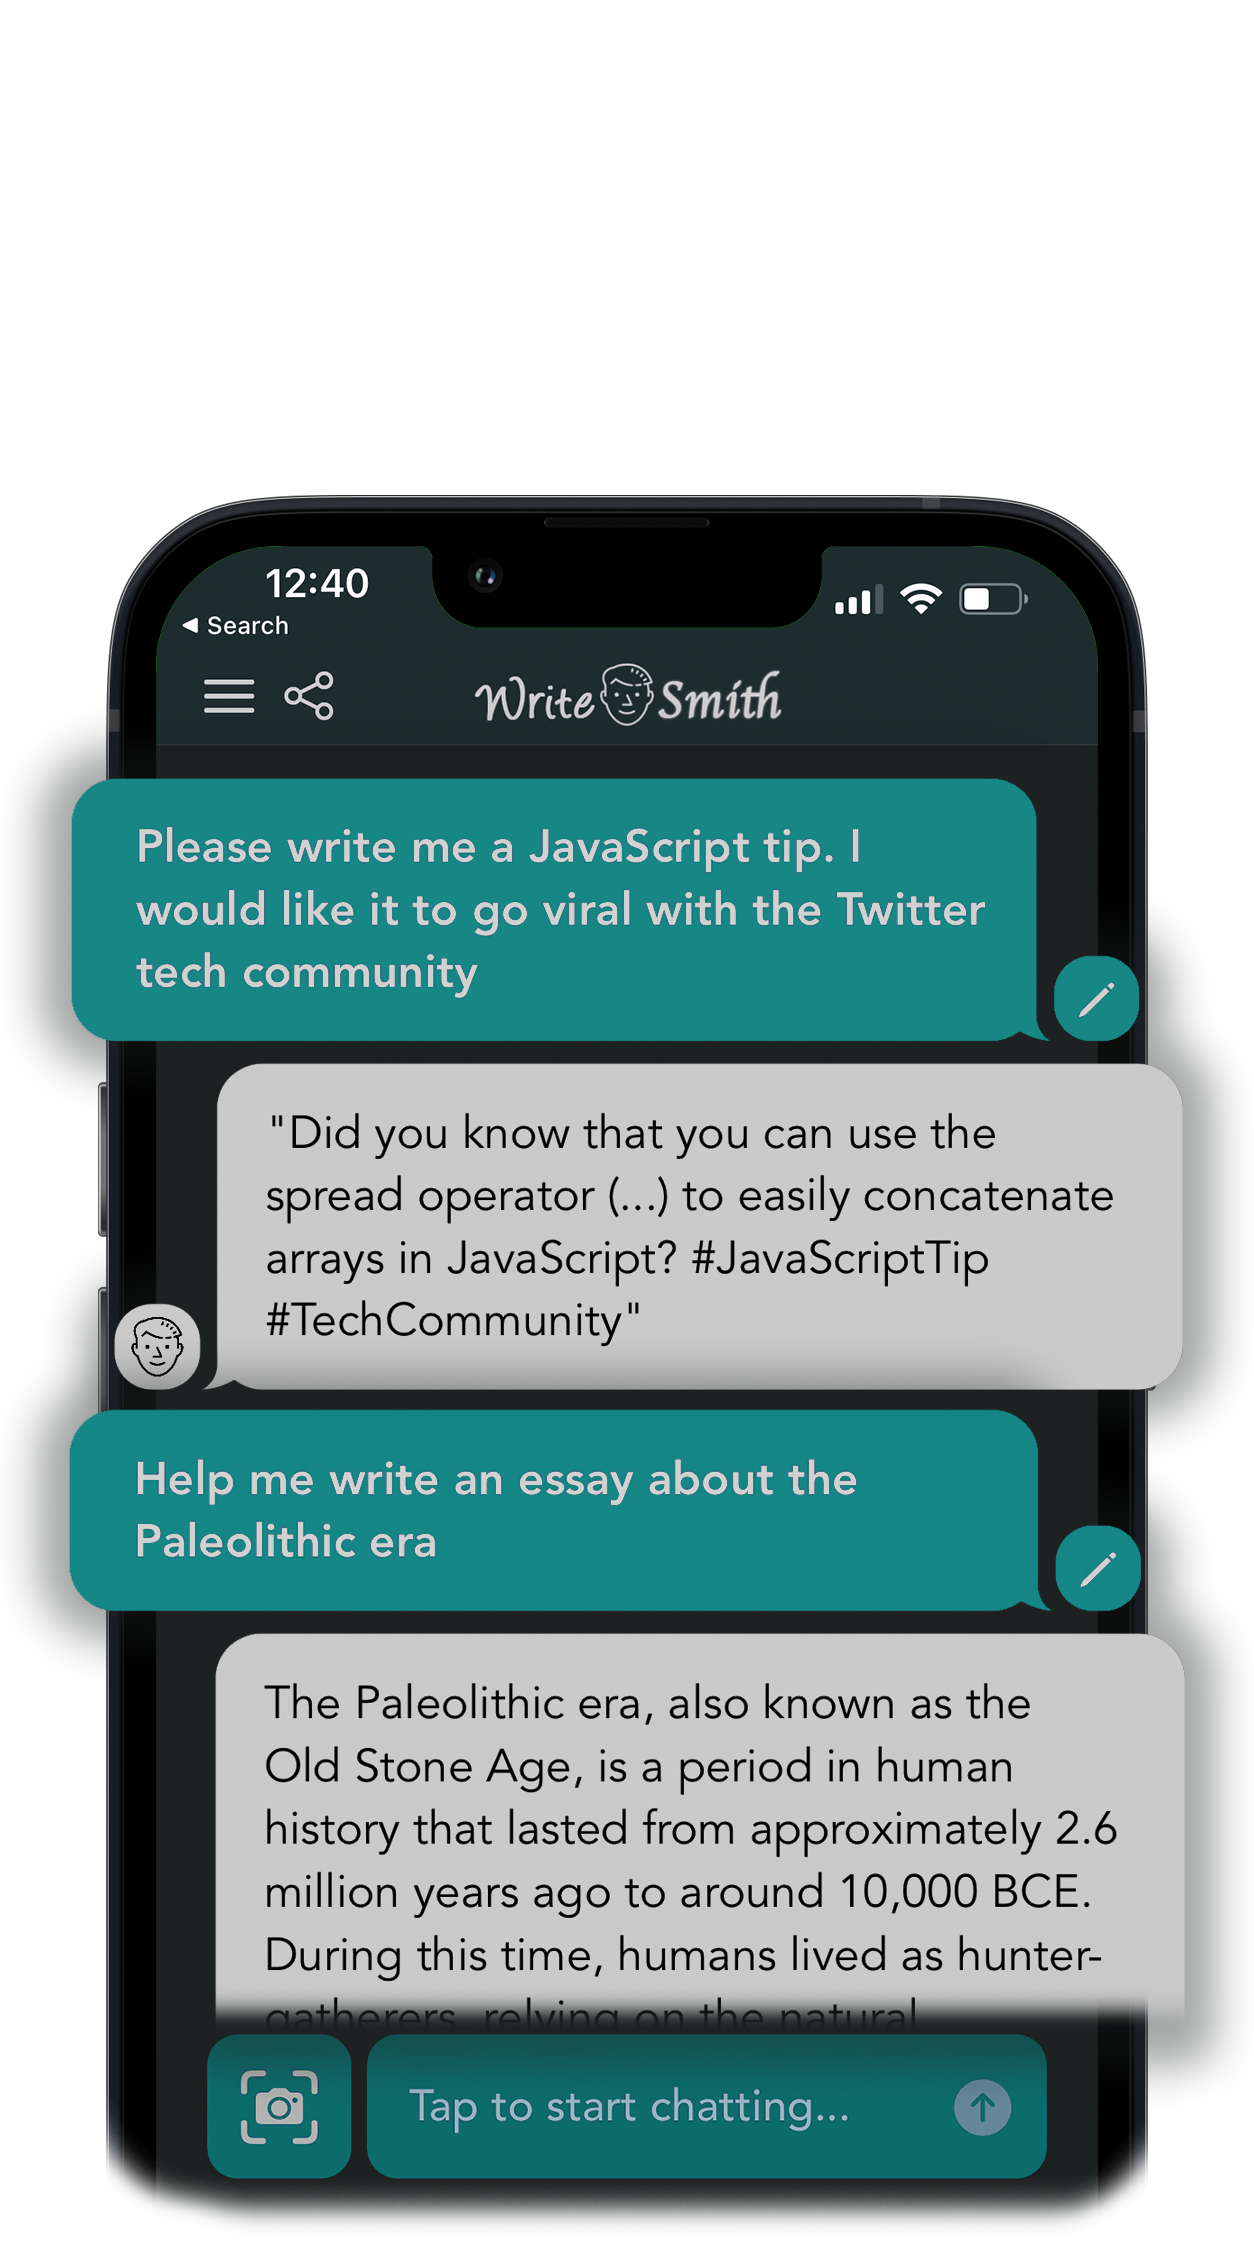 12:40
◀ Search
Write Smith
Please write me a JavaScript tip. I
would like it to go viral with the Twitter
tech community
"Did you know that you can use the
spread operator (...) to easily concatenate
arrays in JavaScript? #JavaScriptTip
#TechCommunity"
Help me write an essay about the
Paleolithic era
The Paleolithic era, also known as the
Old Stone Age, is a period in human
history that lasted from approximately 2.6
million years ago to around 10,000 BCE.
During this time, humans lived as hunter-
gatherers, relying on the natural
Tap to start chatting...